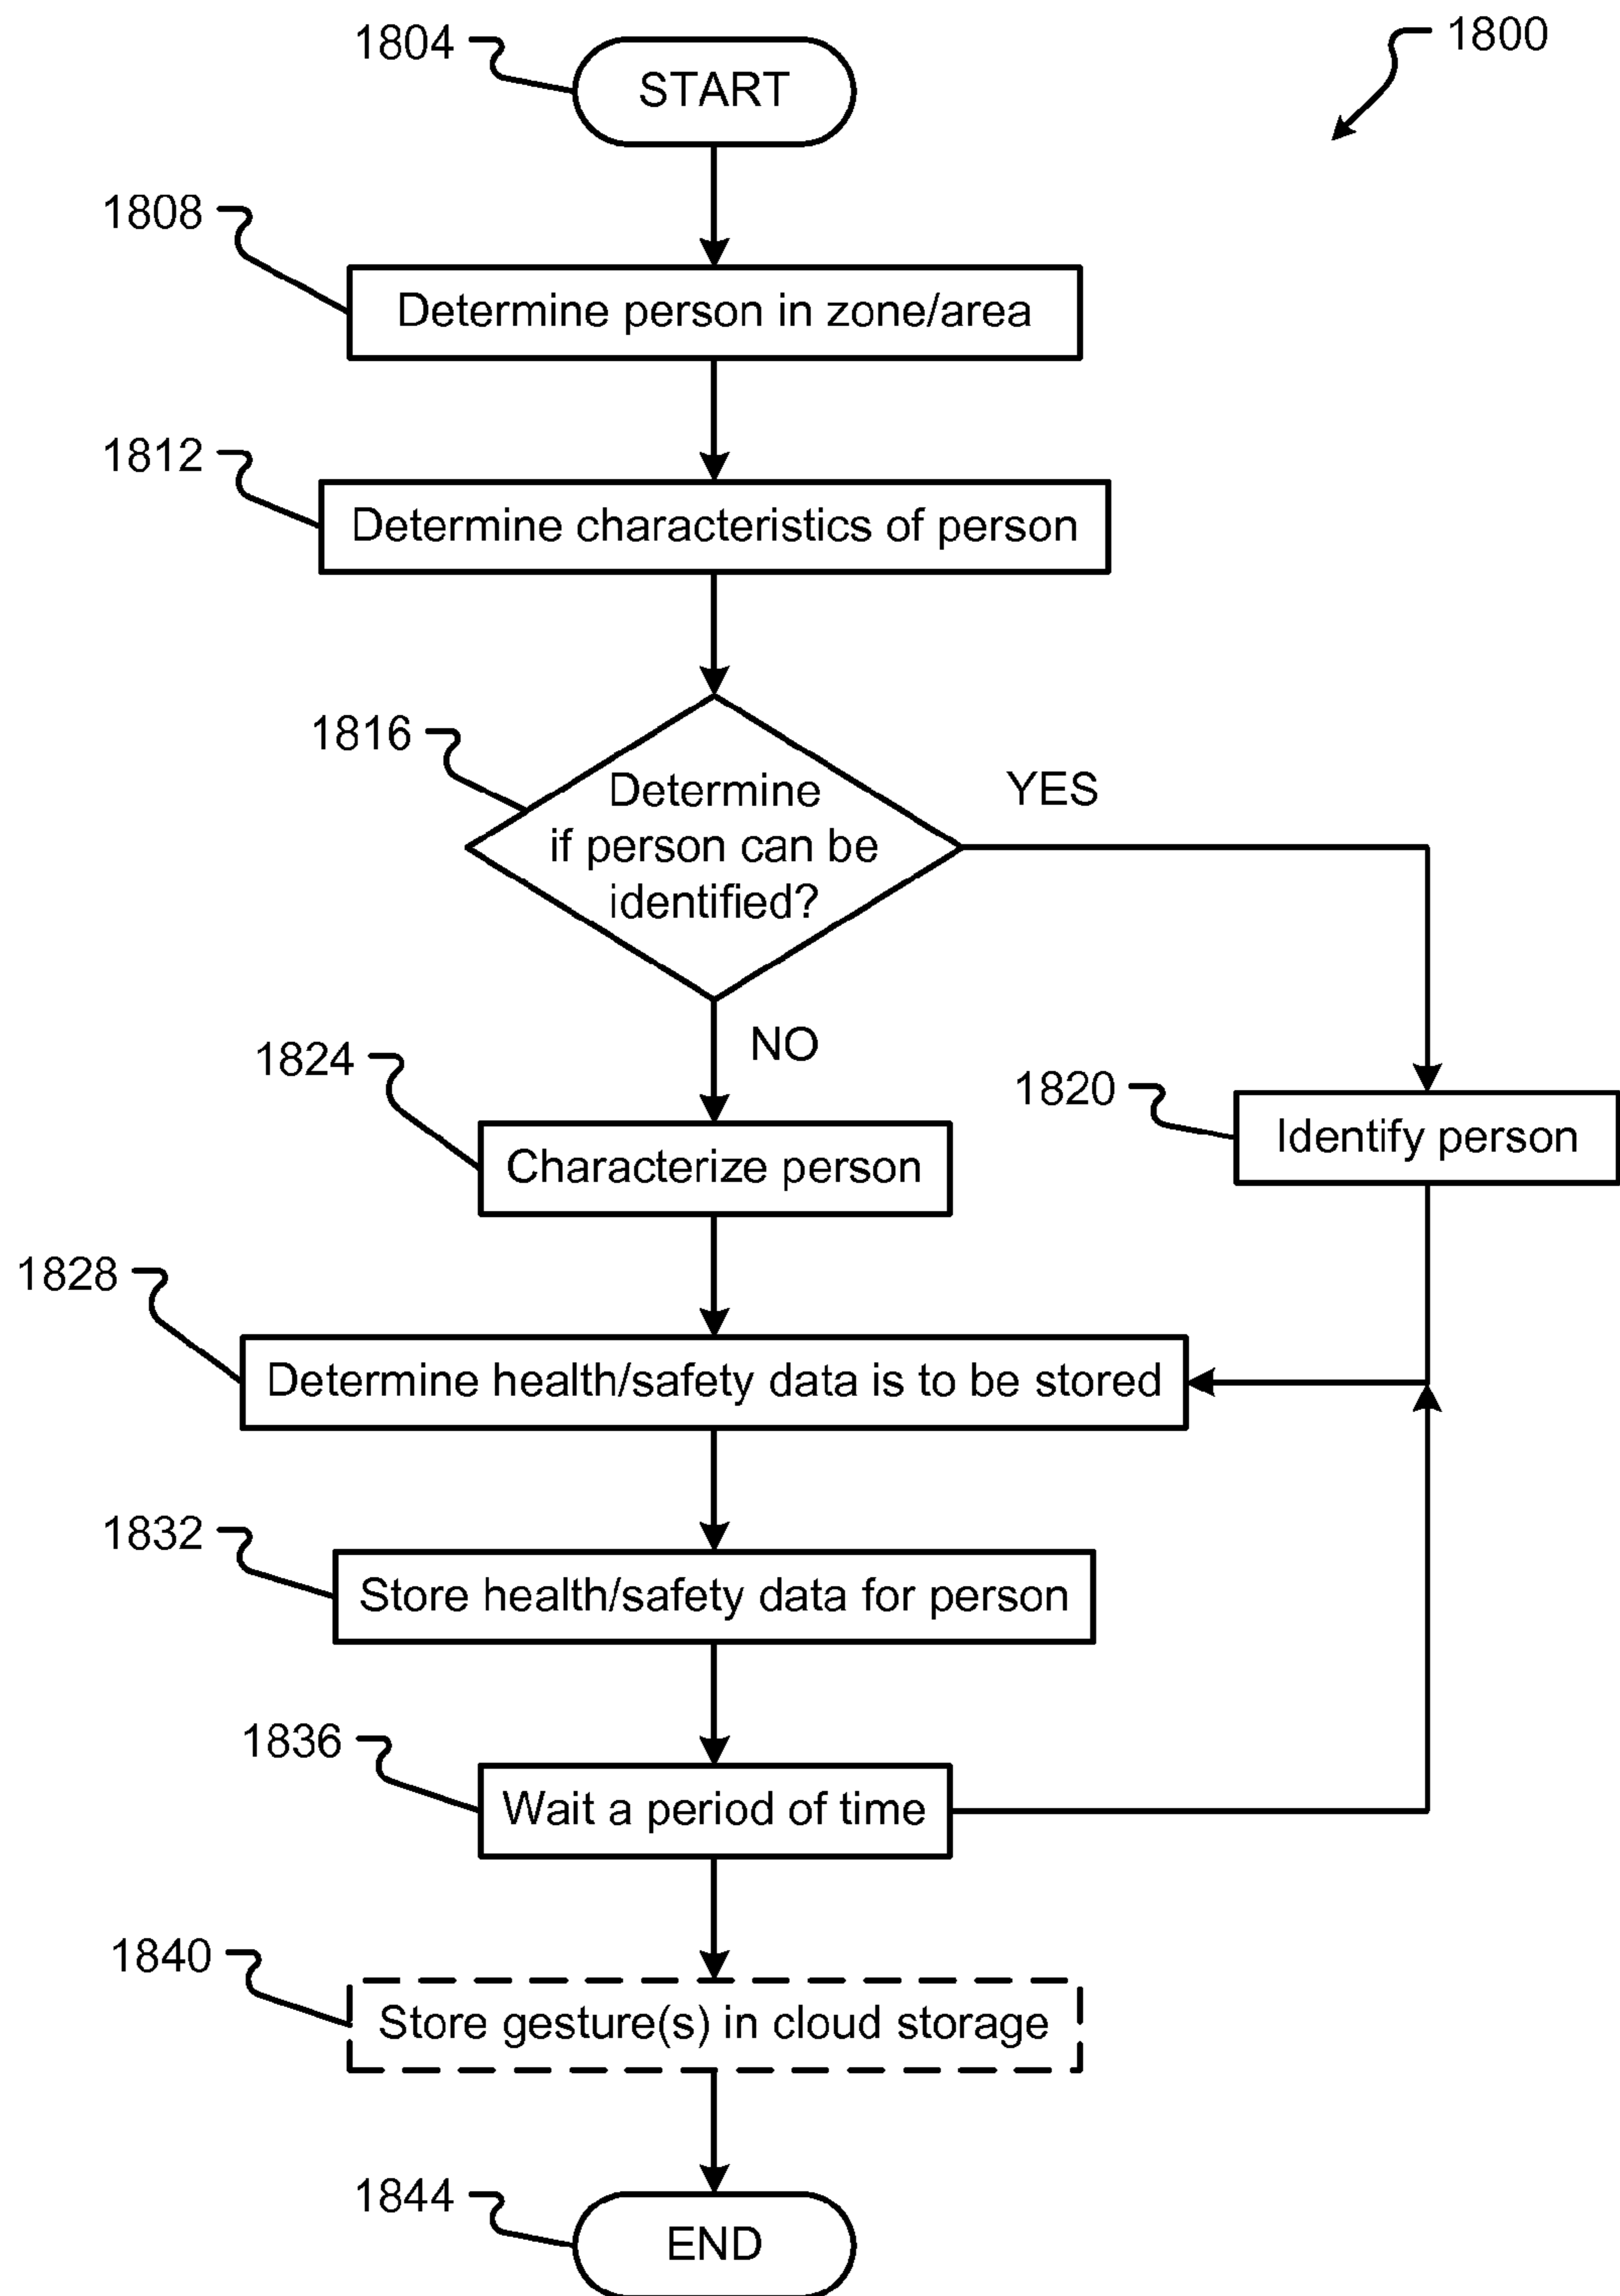 1800
1804
START
1808
Determine person in zone/area
1812
Determine characteristics of person
1816
Determine
if person can be
identified?
YES
NO
1824
Characterize person
1820
Identify person
1828
Determine health/safety data is to be stored
1832
Store health/safety data for person
1836
Wait a period of time
1840
Store gesture(s) in cloud storage
1844
END